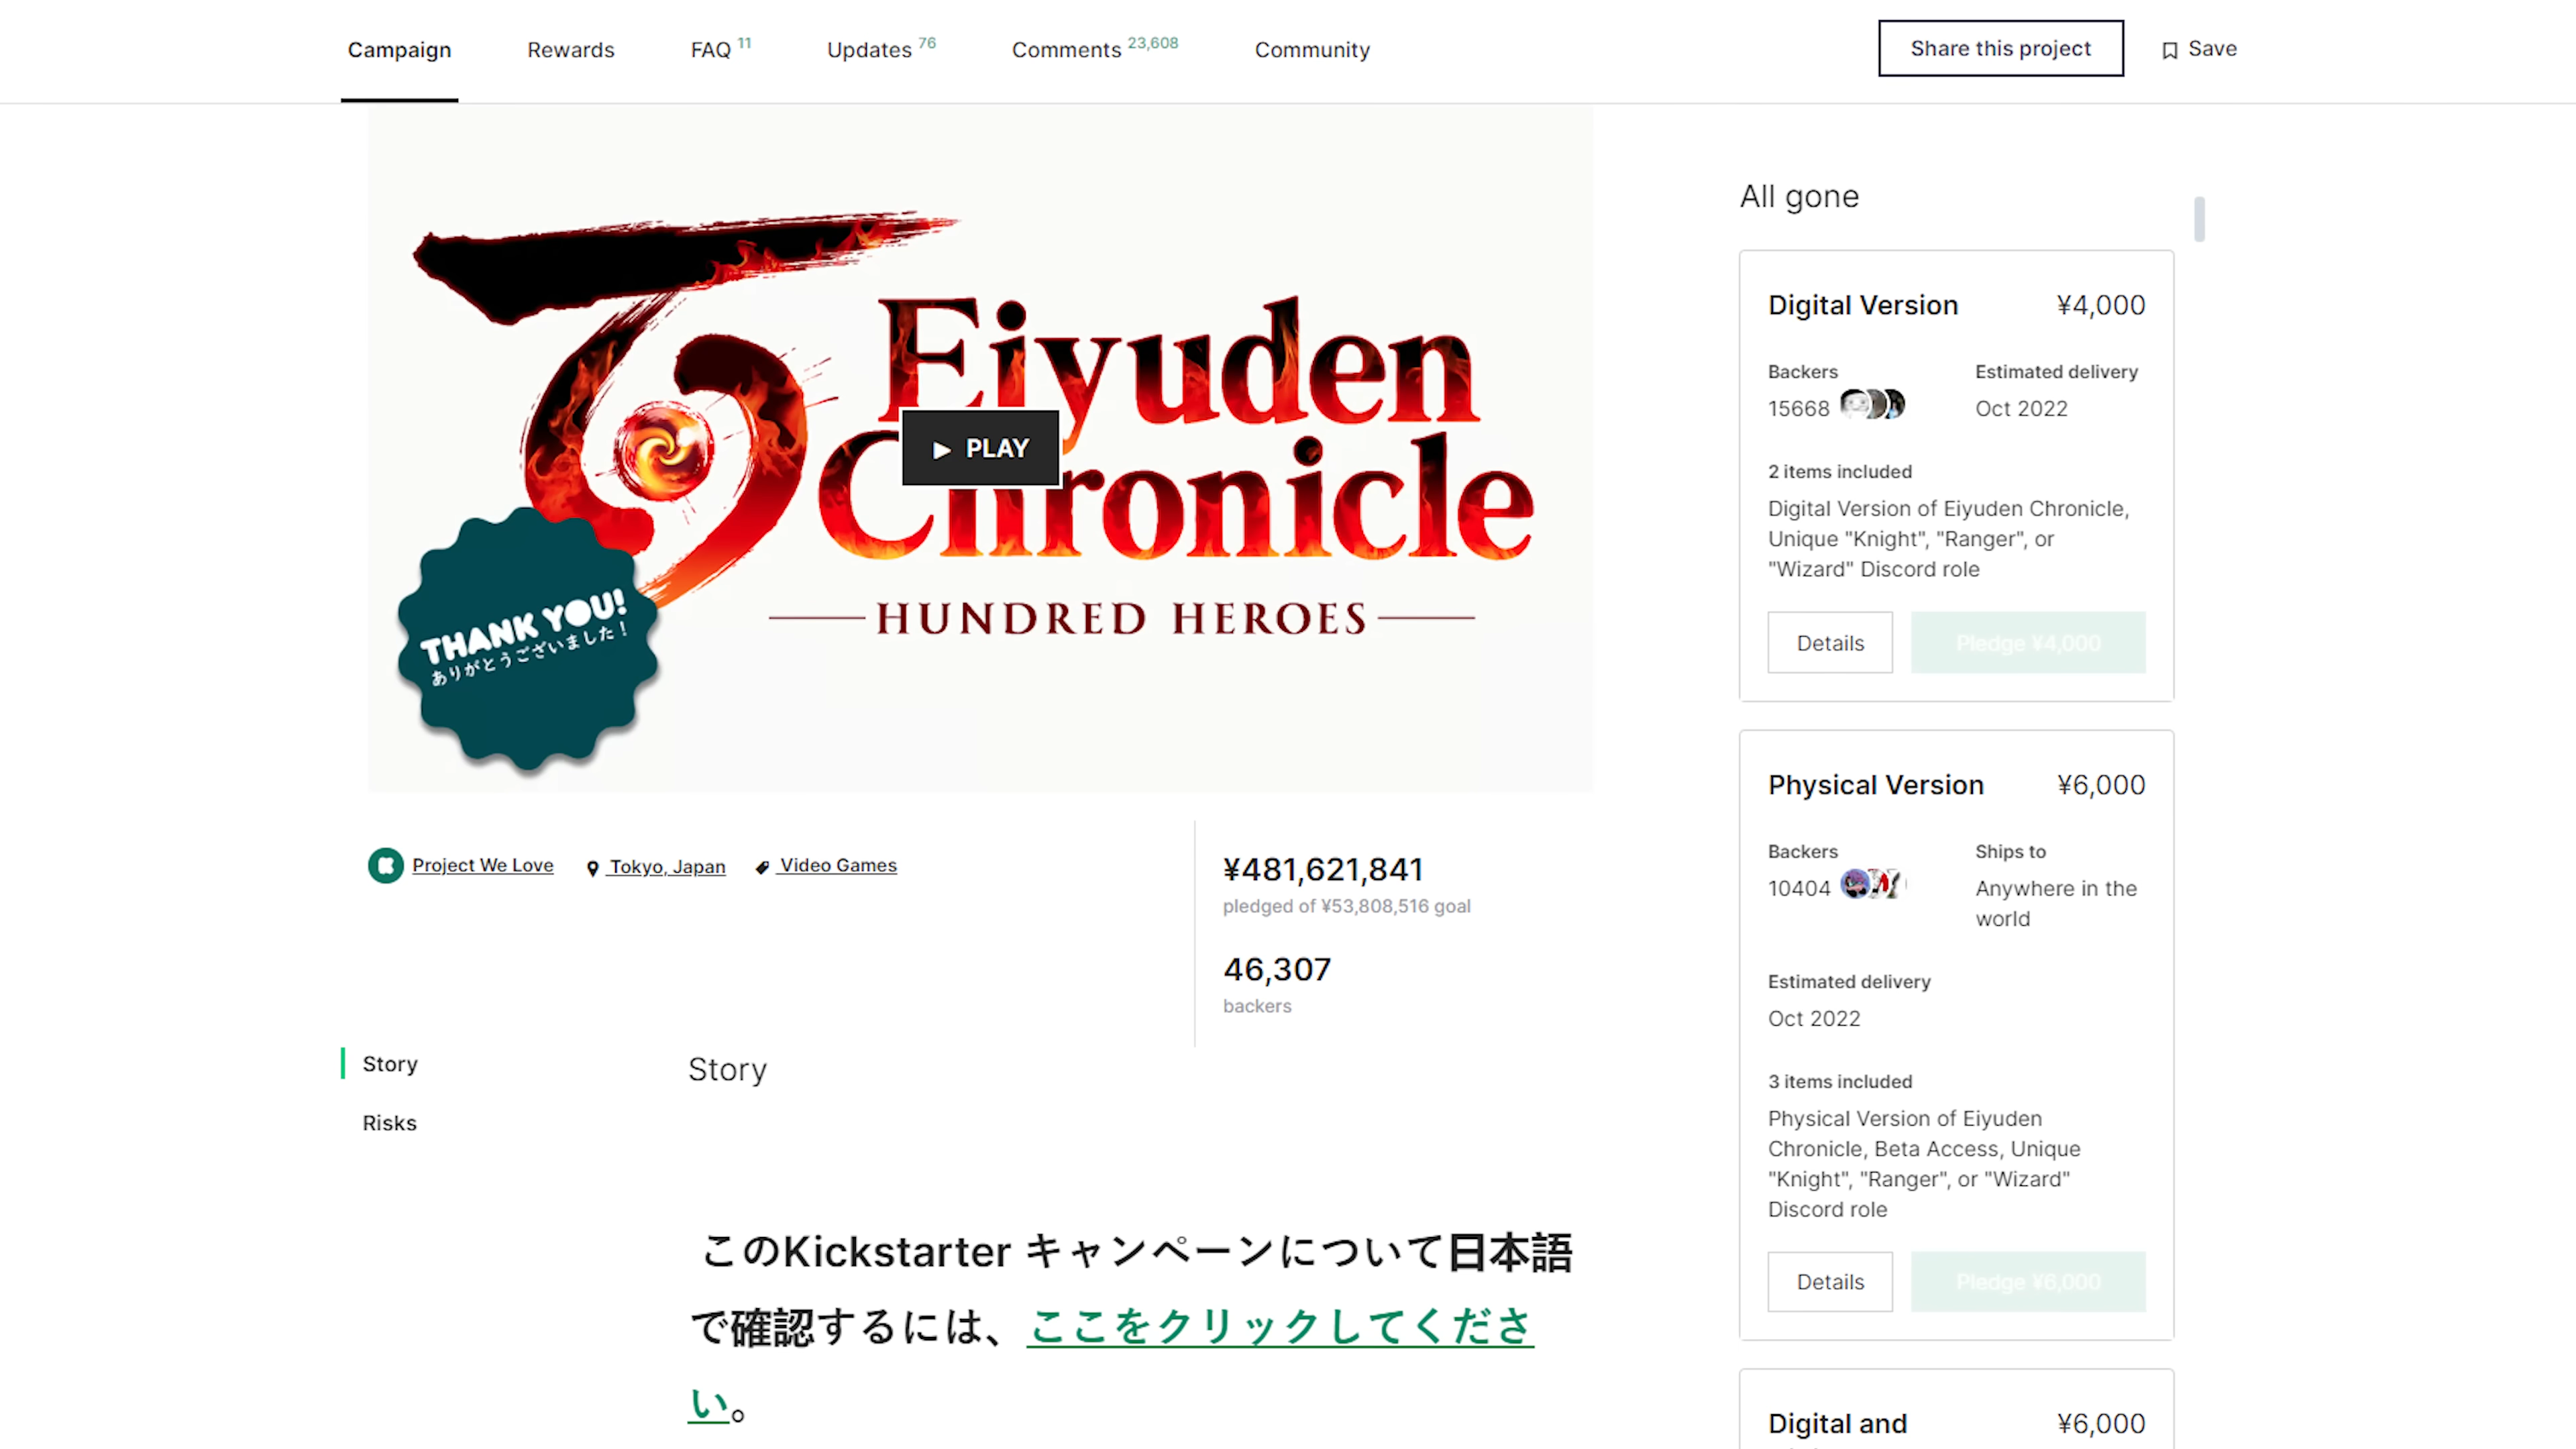 Campaign
Rewards
FAQ 11
Updates 76
Comments 23,608
Community
Share this project
Save
Eiyuden
Chronicle
HUNDRED HEROES
PLAY
THANK YOU!
ありがとうございました！
Project We Love
Tokyo, Japan
Video Games
¥481,621,841
pledged of ¥53,808,516 goal
46,307
backers
Story
Risks
Story
このKickstarter キャンペーンについて日本語
で確認するには、ここをクリックしてくださ
い。
All gone
Digital Version ¥4,000
Backers
15668
Estimated delivery
Oct 2022
2 items included
Digital Version of Eiyuden Chronicle,
Unique "Knight", "Ranger", or
"Wizard" Discord role
Details
Pledge ¥4,000
Physical Version ¥6,000
Backers
10404
Ships to
Anywhere in the
world
Estimated delivery
Oct 2022
3 items included
Physical Version of Eiyuden
Chronicle, Beta Access, Unique
"Knight", "Ranger", or "Wizard"
Discord role
Details
Pledge ¥6,000
Digital and ¥6,000